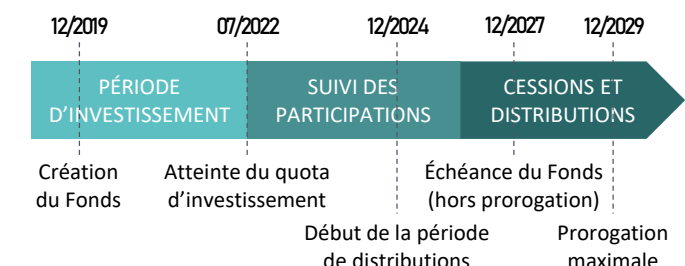 12/2019 07/2022 12/2024 12/2027 12/2029
PÉRIODE
D'INVESTISSEMENT
SUIVI DES
PARTICIPATIONS
CESSIONS ET
DISTRIBUTIONS
Création
du Fonds
Atteinte du quota
d'investissement
Échéance du Fonds
(hors prorogation)
Début de la période
de distributions
Prorogation
maximale